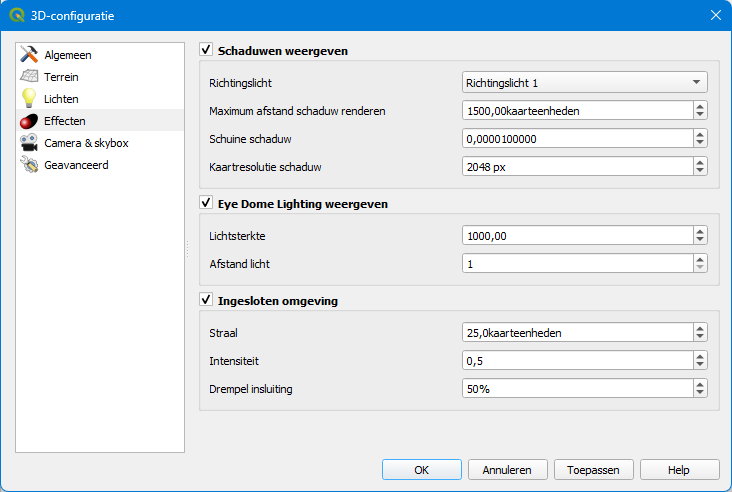 3D-configuratie
Algemeen
Terrein
Lichten
Effecten
Camera & skybox
Geavanceerd
Schaduwen weergeven
Richtingslicht Richtingslicht 1
Maximum afstand schaduw renderen 1500,00kaarteenheden
Schuine schaduw 0,0000100000
Kaartresolutie schaduw 2048 px
Eye Dome Lighting weergeven
Lichtsterkte 1000,00
Afstand licht 1
Ingesloten omgeving
Straal 25,0kaarteenheden
Intensiteit 0,5
Drempel insluiting 50%
OK Annuleren Toepassen Help